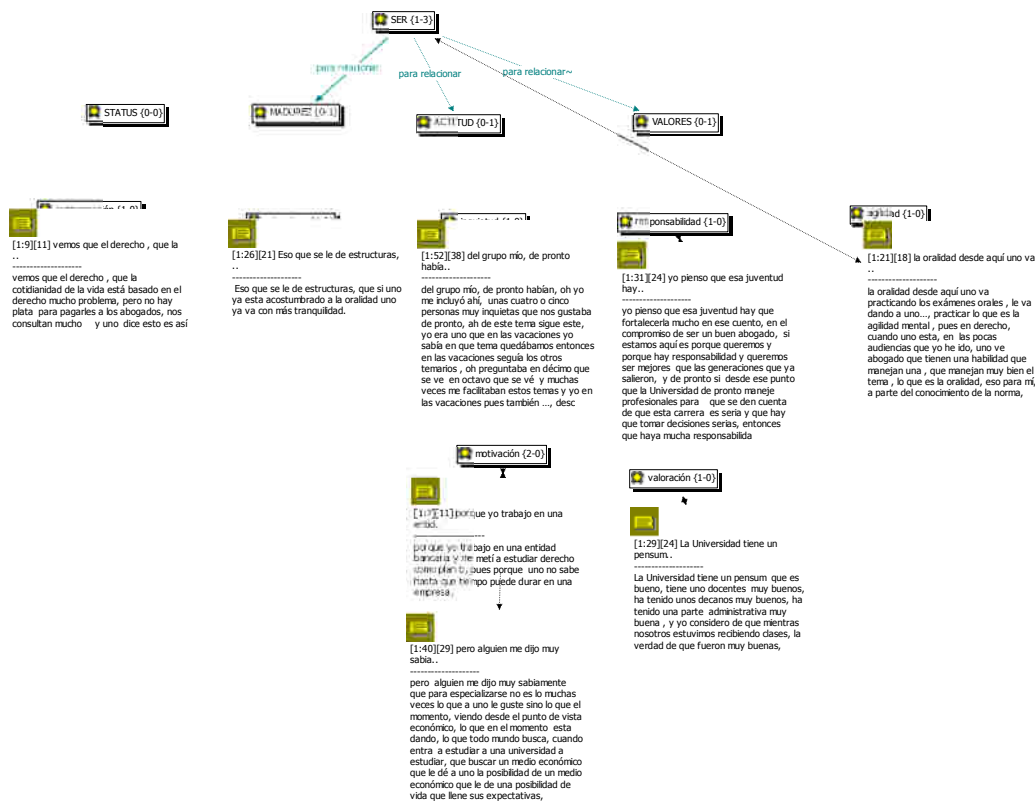 SER {1-3}
para relacionar
para relacionar
para relacionar~
STATUS {0-0}
MADUREZ {0-1}
ACTITUD {0-1}
VALORES {0-1}
[1:9][11] vemos que el derecho , que la
..
--------------------
vemos que el derecho , que la
cotidianidad de la vida está basado en el
derecho mucho problema, pero no hay
plata para pagarles a los abogados, nos
consultan mucho y uno dice esto es así
[1:26][21] Eso que se le de estructuras,
..
--------------------
Eso que se le de estructuras, que si uno
ya esta acostumbrado a la oralidad uno
ya va con más tranquilidad.
inquietud {1-0}
[1:52][38] del grupo mío, de pronto
había..
--------------------
del grupo mío, de pronto habían, oh yo
me incluyó ahí, unas cuatro o cinco
personas muy inquietas que nos gustaba
de pronto, ah de este tema sigue este,
yo era uno que en las vacaciones yo
sabía en que tema quedábamos entonces
en las vacaciones seguía los otros
temarios , oh preguntaba en décimo que
se ve en octavo que se vé y muchas
veces me facilitaban estos temas y yo en
las vacaciones pues también ..., desc
responsabilidad {1-0}
[1:31][24] yo pienso que esa juventud
hay..
--------------------
yo pienso que esa juventud hay que
fortalecerla mucho en ese cuento, en el
compromiso de ser un buen abogado, si
estamos aquí es porque queremos y
porque hay responsabilidad y queremos
ser mejores que las generaciones que ya
salieron, y de pronto si desde ese punto
que la Universidad de pronto maneje
profesionales para que se den cuenta
de que esta carrera es seria y que hay
que tomar decisiones serias, entonces
que haya mucha responsabilida
agilidad {1-0}
[1:21][18] la oralidad desde aquí uno va
..
--------------------
la oralidad desde aquí uno va
practicando los exámenes orales , le va
dando a uno..., practicar lo que es la
agilidad mental , pues en derecho,
cuando uno esta, en las pocas
audiencias que yo he ido, uno ve
abogado que tienen una habilidad que
manejan una , que manejan muy bien el
tema , lo que es la oralidad, eso para mí,
a parte del conocimiento de la norma,
motivación {2-0}
porque yo trabajo en una
entid..
--------------------
porque yo trabajo en una entidad
bancaria y me metí a estudiar derecho
como plan b, pues porque uno no sabe
hasta que tiempo puede durar en una
empresa,
[1:40][29] pero alguien me dijo muy
sabia..
--------------------
pero alguien me dijo muy sabiamente
que para especializarse no es lo muchas
veces lo que a uno le guste sino lo que el
momento, viendo desde el punto de vista
económico, lo que en el momento esta
dando, lo que todo mundo busca, cuando
entra a estudiar a una universidad a
estudiar, que buscar un medio económico
que le dé a uno la posibilidad de un medio
económico que le de una posibilidad de
vida que llene sus expectativas,
valoración {1-0}
[1:29][24] La Universidad tiene un
pensum..
--------------------
La Universidad tiene un pensum que es
bueno, tiene uno docentes muy buenos,
ha tenido unos decanos muy buenos, ha
tenido una parte administrativa muy
buena , y yo considero de que mientras
nosotros estuvimos recibiendo clases, la
verdad de que fueron muy buenas,